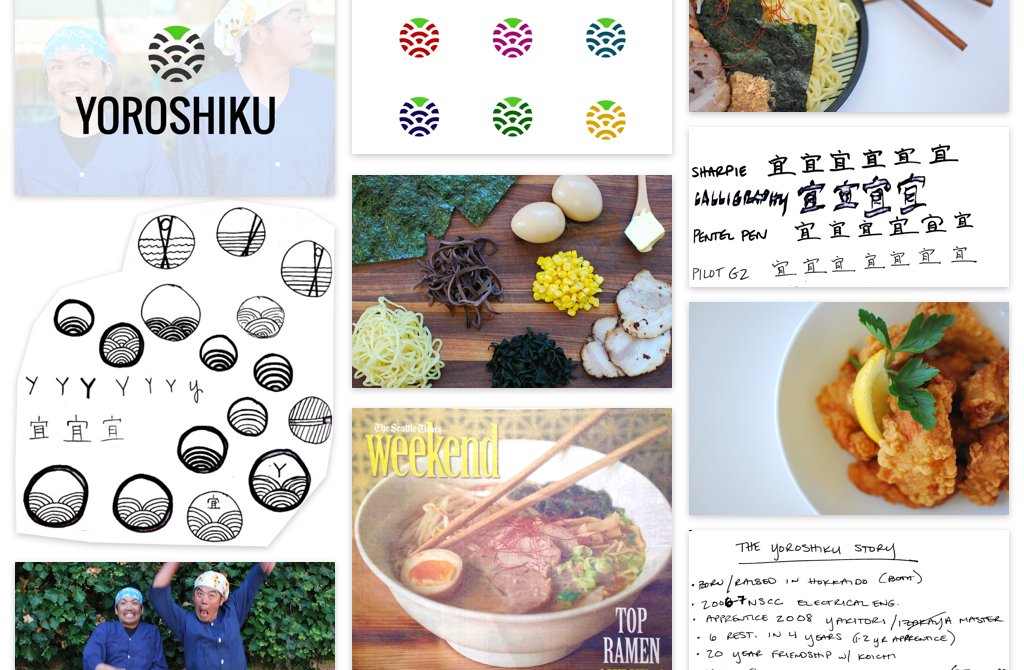 YOROSHIKU
Y Y Y Y Y Y y
宜 宜 宜
Y
宜
The Seattle Times
weekend
TOP
RAMEN
SHARPIE 宜 宜 宜 宜 宜 宜
CALLIGRAPHY 宜 宜 宜 宜
PENTEL PEN 宜 宜 宜 宜 宜 宜
PILOT G2 宜 宜 宜 宜 宜 宜 宜
THE YOROSHIKU STORY
• BORN/RAISED IN HOKKAIDO
• 2006-7 NSCC ELECTRICAL ENG.
• APPRENTICE 2008 YAKITORI/IZAKAYA MASTER
• 6 REST. IN 4 YEARS (1-2 YR APPRENTICE)
• 20 YEAR FRIENDSHIP W/ KOICHI